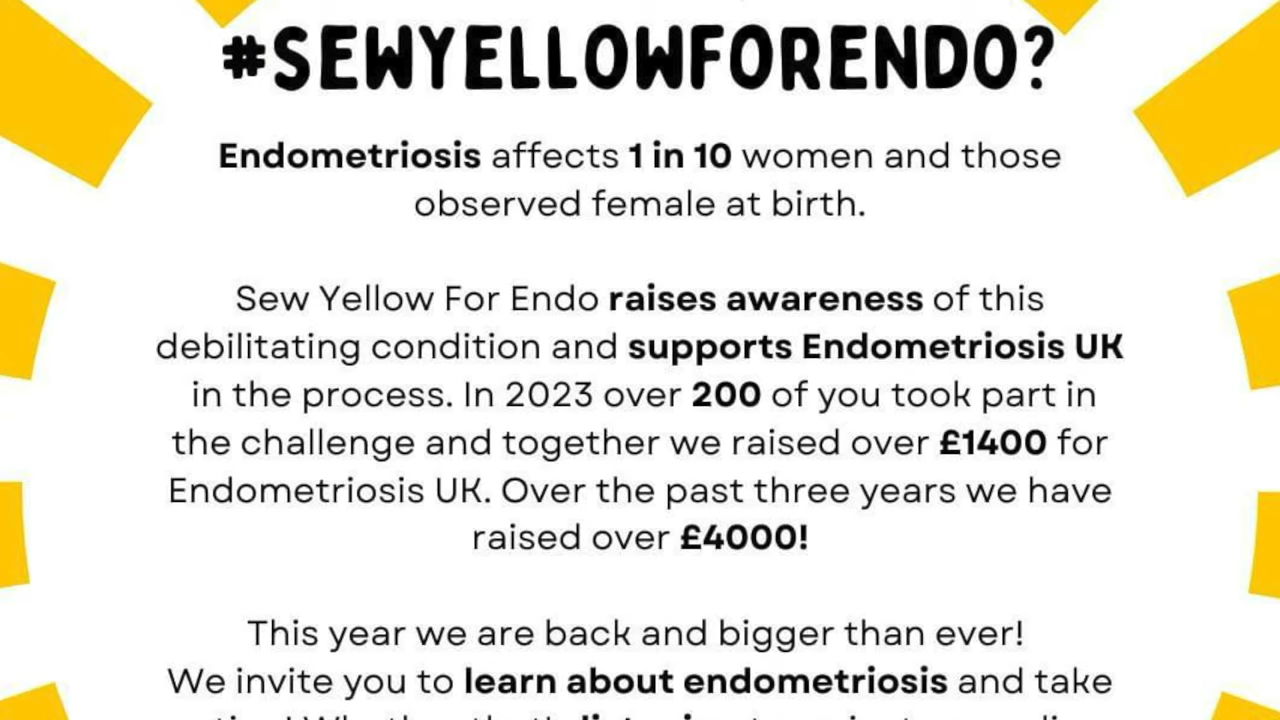 #SEWYELLOWFORENDO?
Endometriosis affects 1 in 10 women and those
observed female at birth.
Sew Yellow For Endo raises awareness of this
debilitating condition and supports Endometriosis UK
in the process. In 2023 over 200 of you took part in
the challenge and together we raised over £1400 for
Endometriosis UK. Over the past three years we have
raised over £4000!
This year we are back and bigger than ever!
We invite you to learn about endometriosis and take